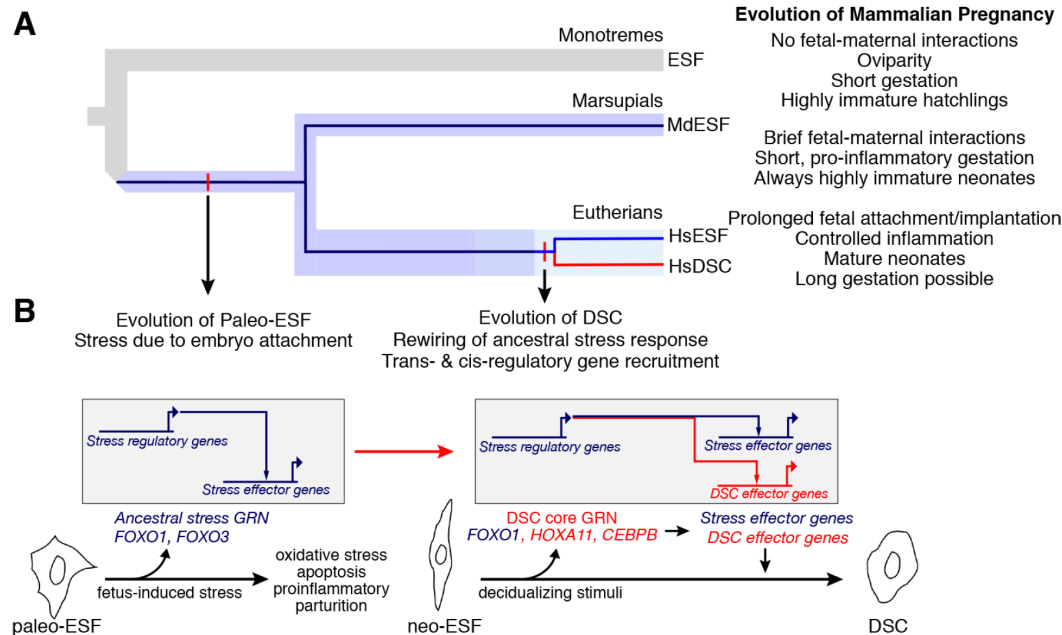 A
Evolution of Mammalian Pregnancy
Monotremes
ESF
No fetal-maternal interactions
Oviparity
Short gestation
Highly immature hatchlings
Marsupials
MdESF
Brief fetal-maternal interactions
Short, pro-inflammatory gestation
Always highly immature neonates
Eutherians
HsESF
HsDSC
Prolonged fetal attachment/implantation
Controlled inflammation
Mature neonates
Long gestation possible
Evolution of Paleo-ESF
Stress due to embryo attachment
Evolution of DSC
Rewiring of ancestral stress response
Trans- & cis-regulatory gene recruitment
B
Stress regulatory genes
Stress effector genes
Ancestral stress GRN
FOXO1, FOXO3
fetus-induced stress
oxidative stress
apoptosis
proinflammatory
parturition
paleo-ESF
Stress regulatory genes
Stress effector genes
DSC effector genes
DSC core GRN
FOXO1, HOXA11, CEBPB
Stress effector genes
DSC effector genes
decidualizing stimuli
neo-ESF
DSC